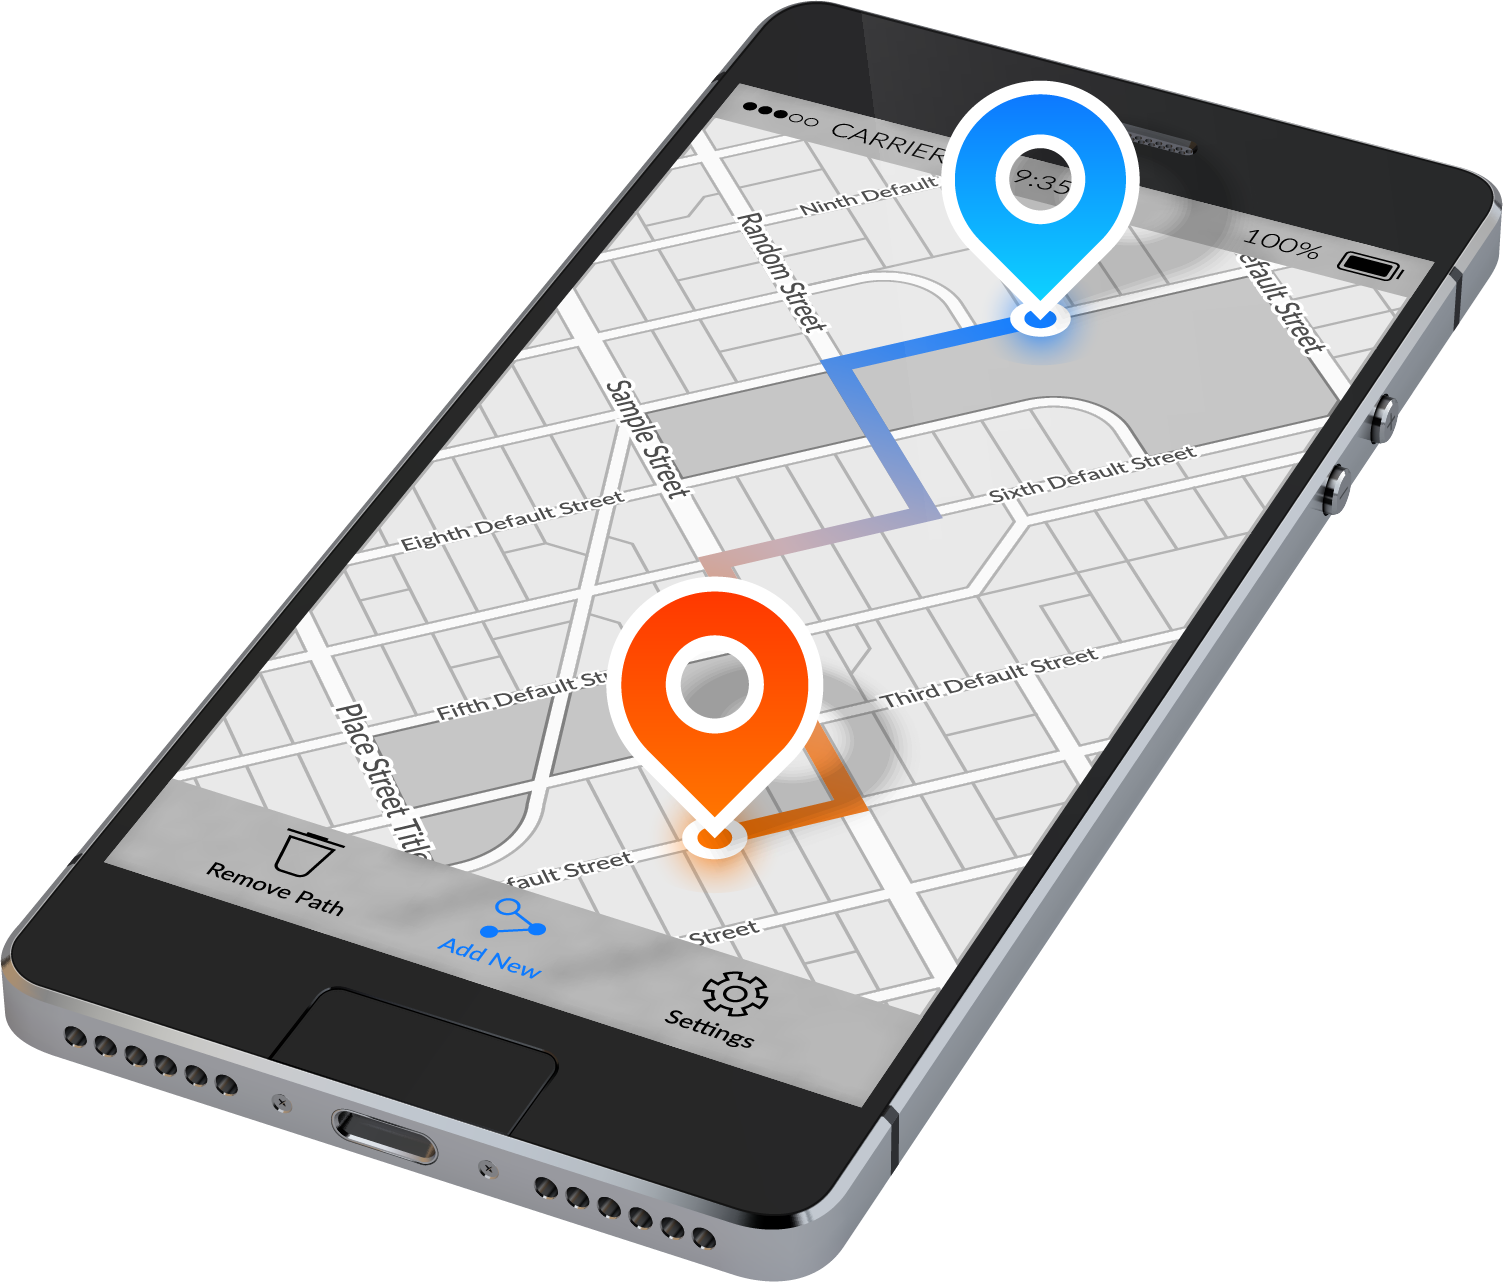 CARRIER
9:35
100%
Ninth Default
Random Street
efault Street
Sample Street
Eighth Default Street
Sixth Default Street
Fifth Default
Third Default Street
Place Street Title
fault Street
Street
Remove Path
Add New
Settings